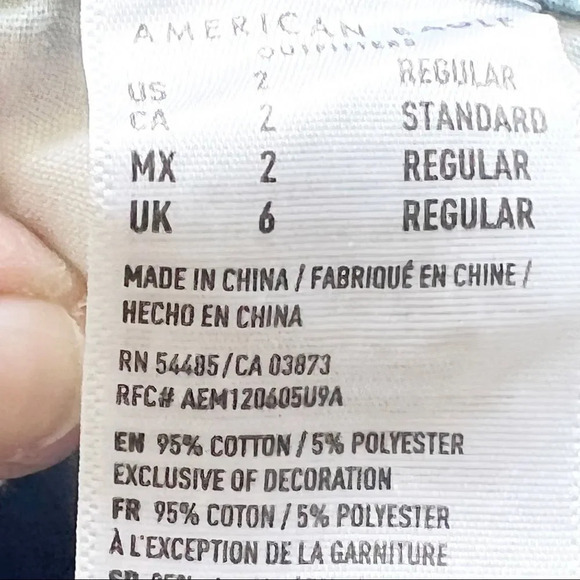 AMERICAN EAGLE
OUTFITTERS
US 2 REGULAR
CA 2 STANDARD
MX 2 REGULAR
UK 6 REGULAR
MADE IN CHINA / FABRIQUÉ EN CHINE /
HECHO EN CHINA
RN 54485/CA 03873
RFC# AEM120605U9A
EN 95% COTTON / 5% POLYESTER
EXCLUSIVE OF DECORATION
FR 95% COTON / 5% POLYESTER
À L'EXCEPTION DE LA GARNITURE